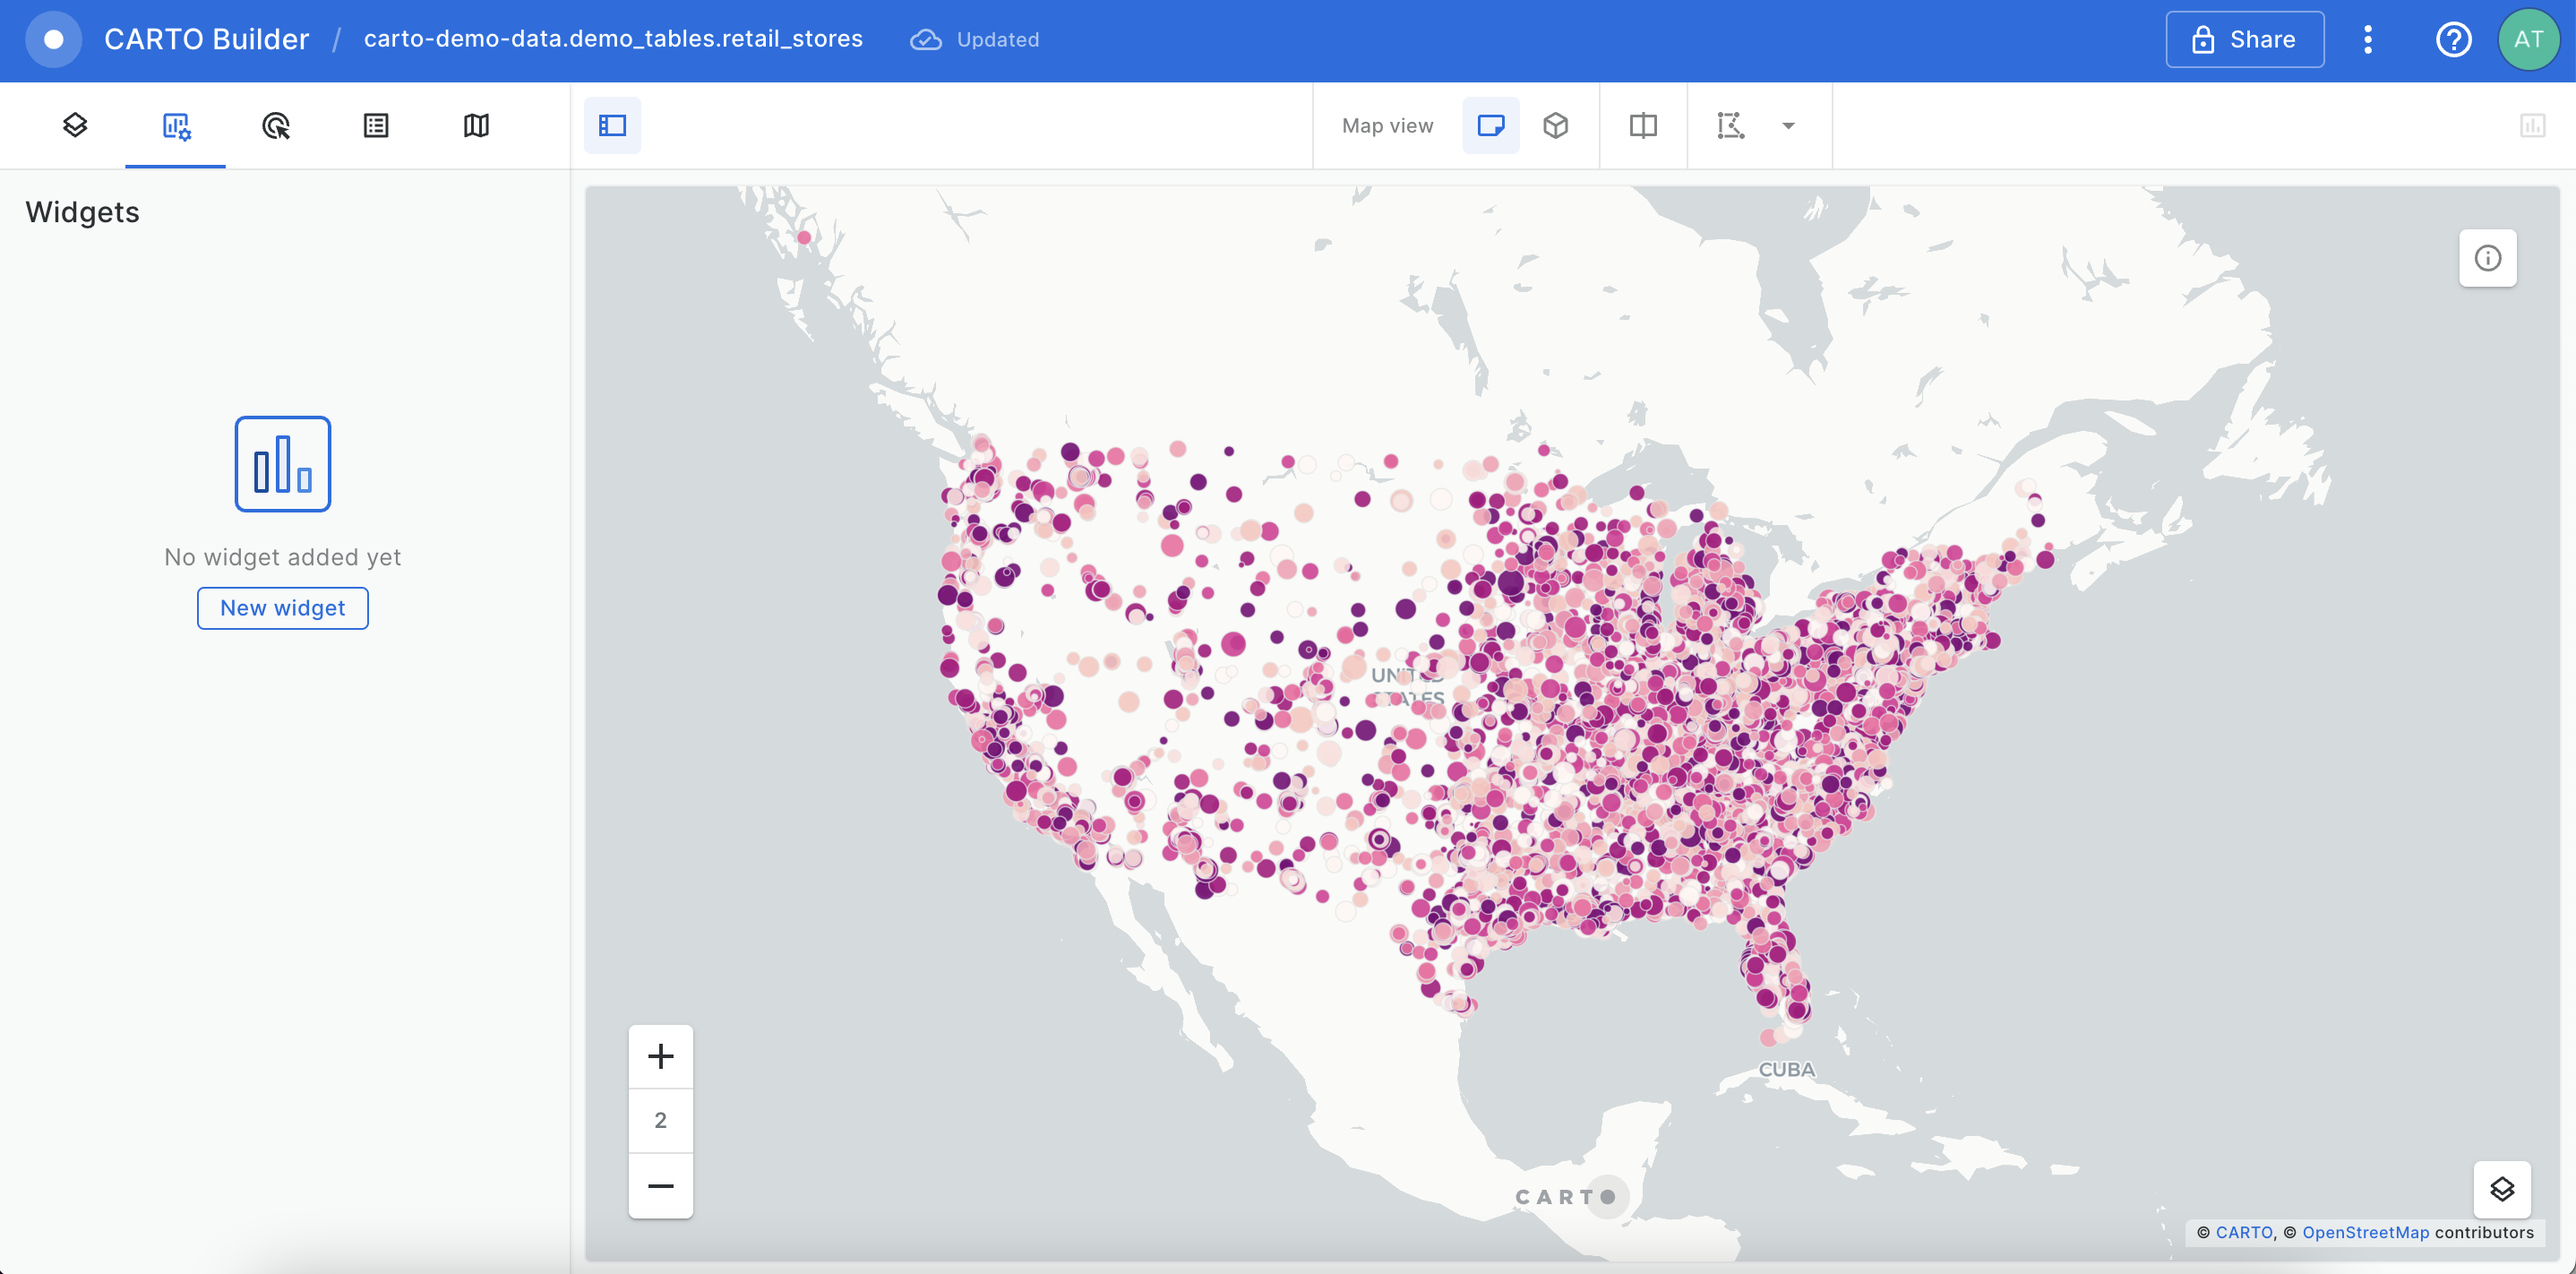 CARTO Builder / carto-demo-data.demo_tables.retail_stores Updated Share AT
Map view
Widgets
No widget added yet
New widget
UNITED
STATES
CUBA
2
CARTO
© CARTO, © OpenStreetMap contributors